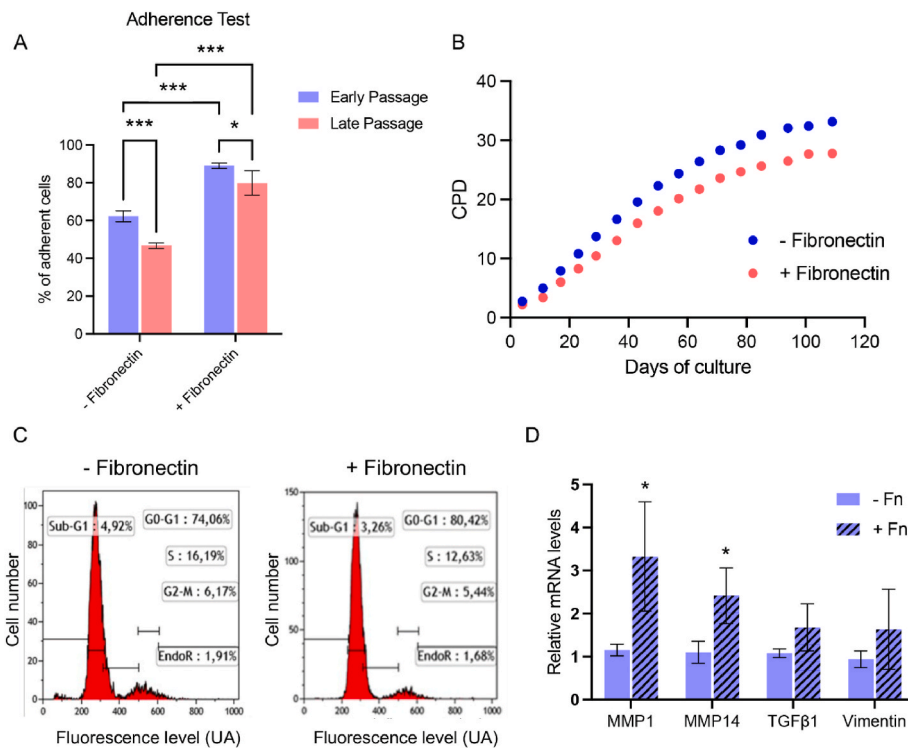 Adherence Test
A
***
***
***
*
Early Passage
Late Passage
% of adherent cells
100
80
60
40
20
0
- Fibronectin
+ Fibronectin
B
CPD
40
30
20
10
0
- Fibronectin
+ Fibronectin
0 20 40 60 80 100 120
Days of culture
C
- Fibronectin
Cell number
100
80
60
40
20
0
Sub-G1 : 4,92%
G0-G1 : 74,06%
S : 16,19%
G2-M : 6,17%
EndoR : 1,91%
0 200 400 600 800 1000
Fluorescence level (UA)
+ Fibronectin
Cell number
150
100
50
0
Sub-G1 : 3,26%
G0-G1 : 80,42%
S : 12,63%
G2-M : 5,44%
EndoR : 1,68%
0 200 400 600 800 1000
Fluorescence level (UA)
D
Relative mRNA levels
5
4
3
2
1
0
*
*
- Fn
+ Fn
MMP1 MMP14 TGFβ1 Vimentin